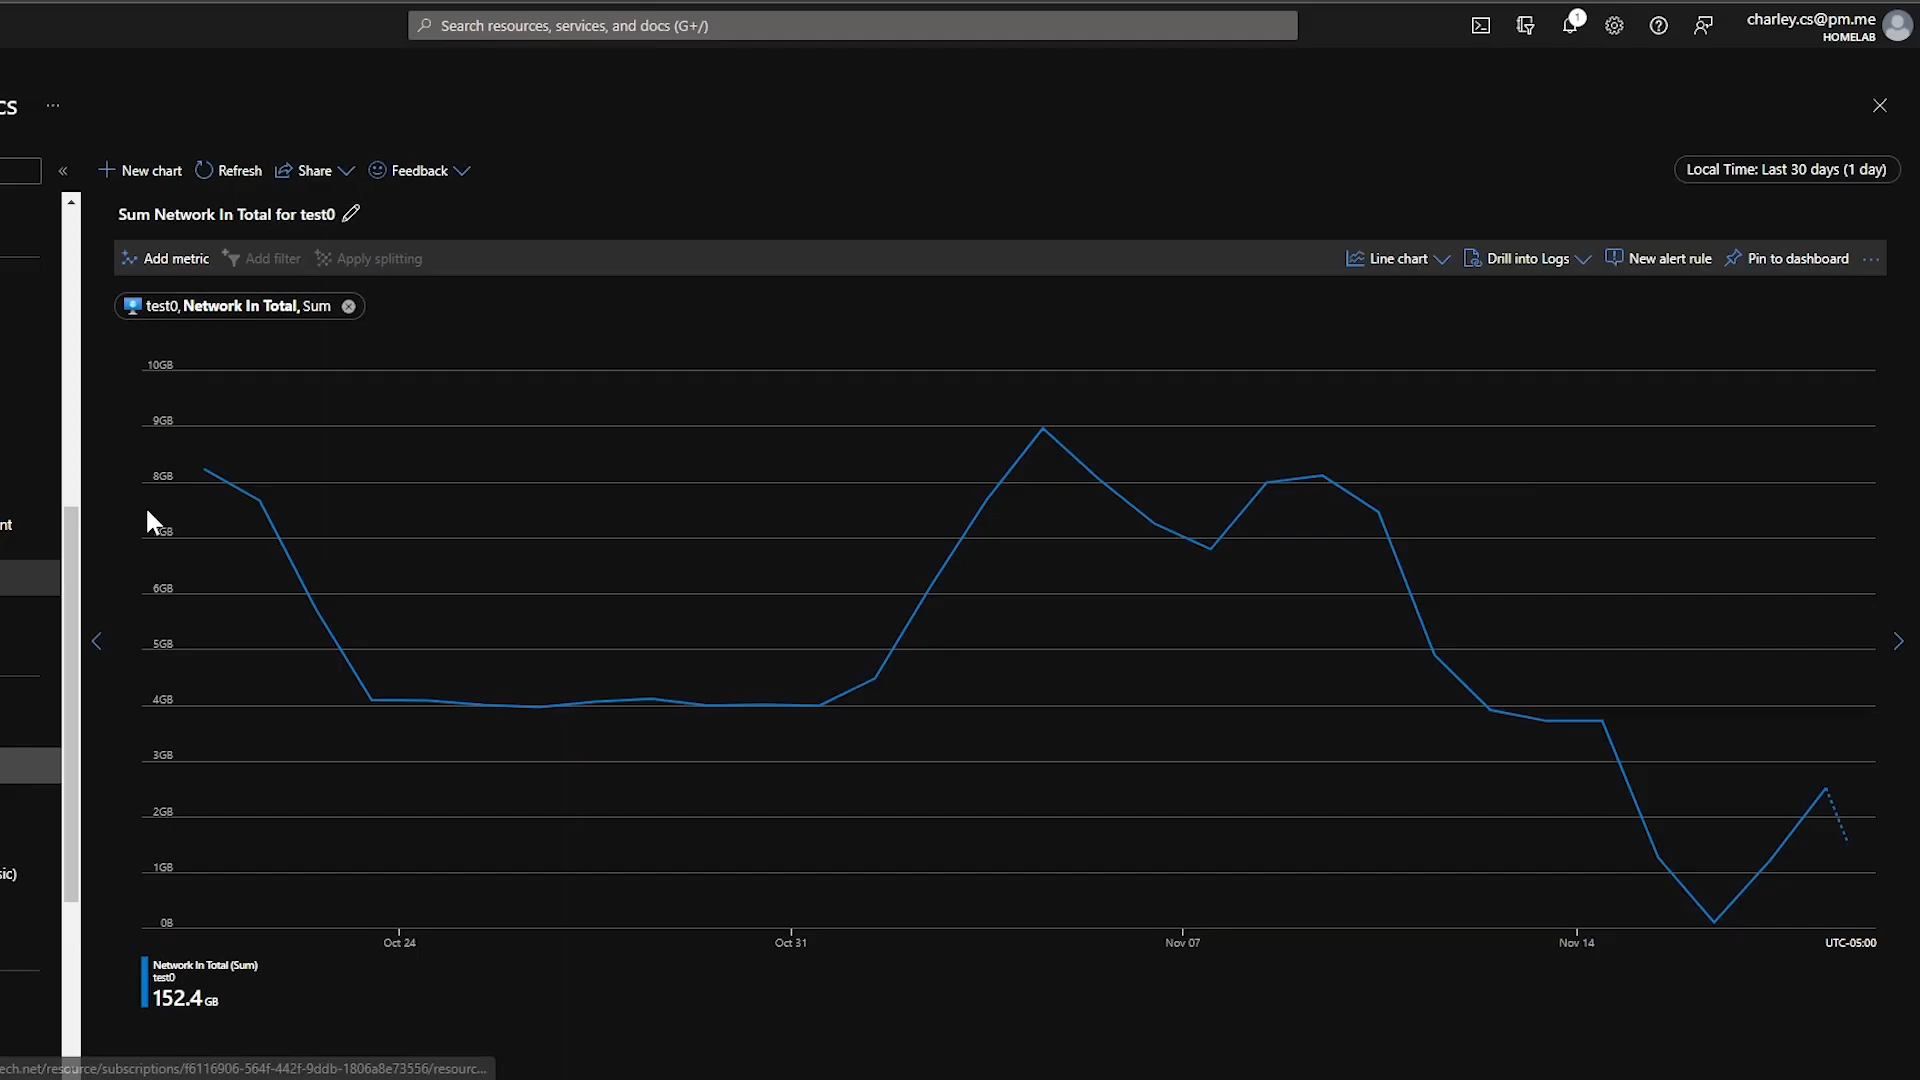 Search resources, services, and docs (G+/)
1
charley.cs@pm.me
HOMELAB
cs ...
New chart Refresh Share Feedback
Local Time: Last 30 days (1 day)
Sum Network In Total for test0
Add metric Add filter Apply splitting
Line chart Drill into Logs New alert rule Pin to dashboard ...
test0, Network In Total, Sum
10GB
9GB
8GB
nt
GB
6GB
5GB
4GB
3GB
2GB
sic)
1GB
0B
Oct 24 Oct 31 Nov 07 Nov 14 UTC-05:00
Network In Total (Sum)
test0
152.4 GB
ech.net/resource/subscriptions/f6116906-564f-442f-9ddb-1806a8e73556/resourc...